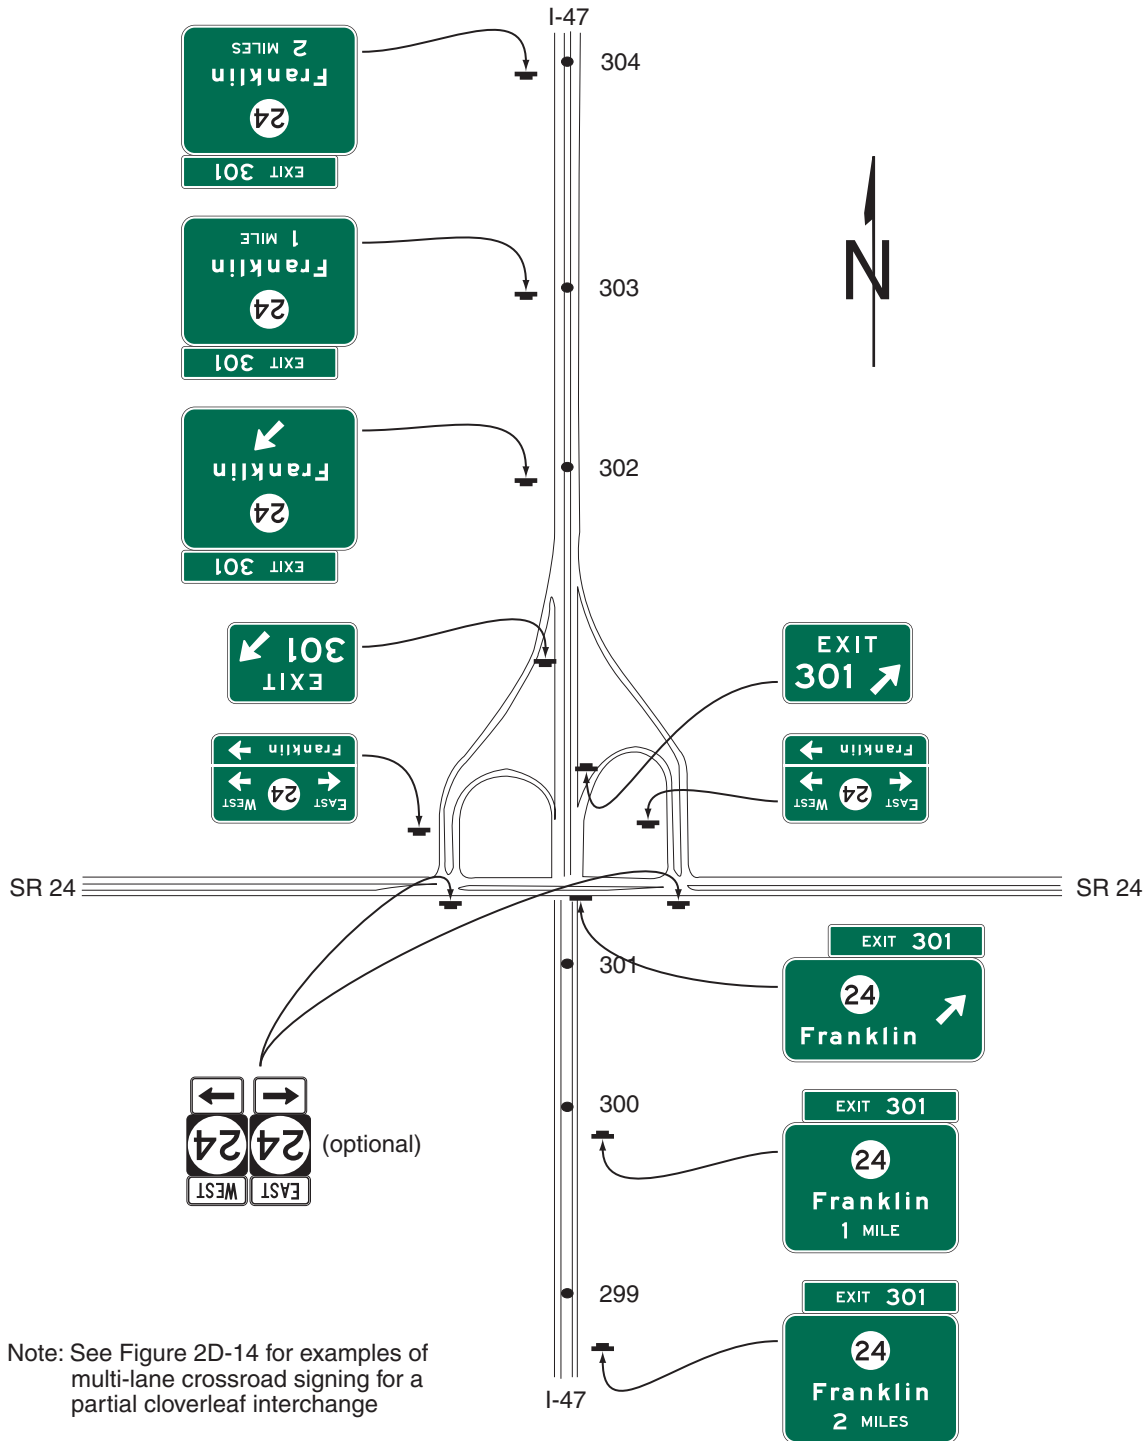 I-47
304
2 MILES
Franklin
24
EXIT 301
N
303
1 MILE
Franklin
24
EXIT 301
302
Franklin
24
EXIT 301
EXIT
301
EXIT
301
EAST 24 WEST
Franklin
EAST 24 WEST
Franklin
SR 24
SR 24
EXIT 301
24
Franklin
301
EAST WEST
24 24
(optional)
300
EXIT 301
24
Franklin
1 MILE
299
EXIT 301
24
Franklin
2 MILES
I-47
Note: See Figure 2D-14 for examples of
multi-lane crossroad signing for a
partial cloverleaf interchange